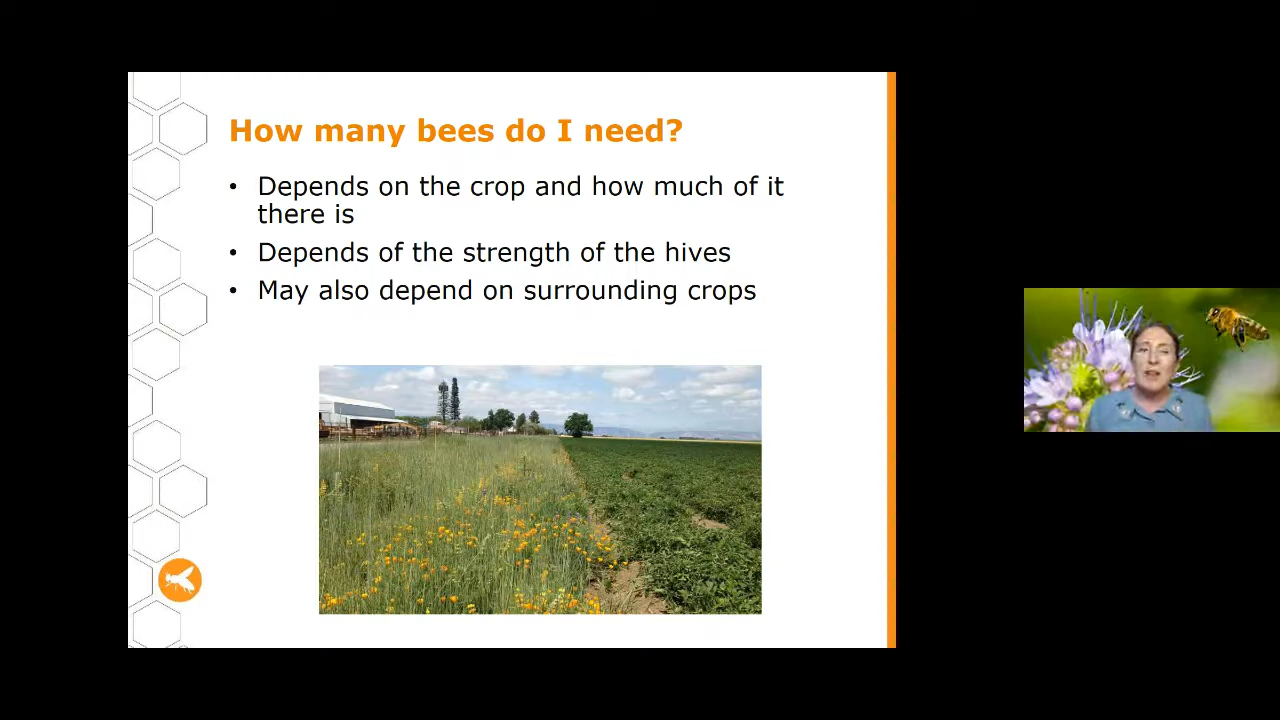 How many bees do I need?
• Depends on the crop and how much of it
there is
• Depends of the strength of the hives
• May also depend on surrounding crops